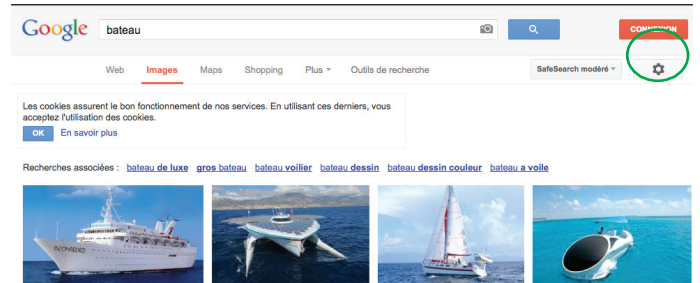 Google bateau CONNEXION
Web Images Maps Shopping Plus Outils de recherche SafeSearch modéré
Les cookies assurent le bon fonctionnement de nos services. En utilisant ces derniers, vous
acceptez l'utilisation des cookies.
OK En savoir plus
Recherches associées : bateau de luxe gros bateau bateau voilier bateau dessin bateau dessin couleur bateau a voile